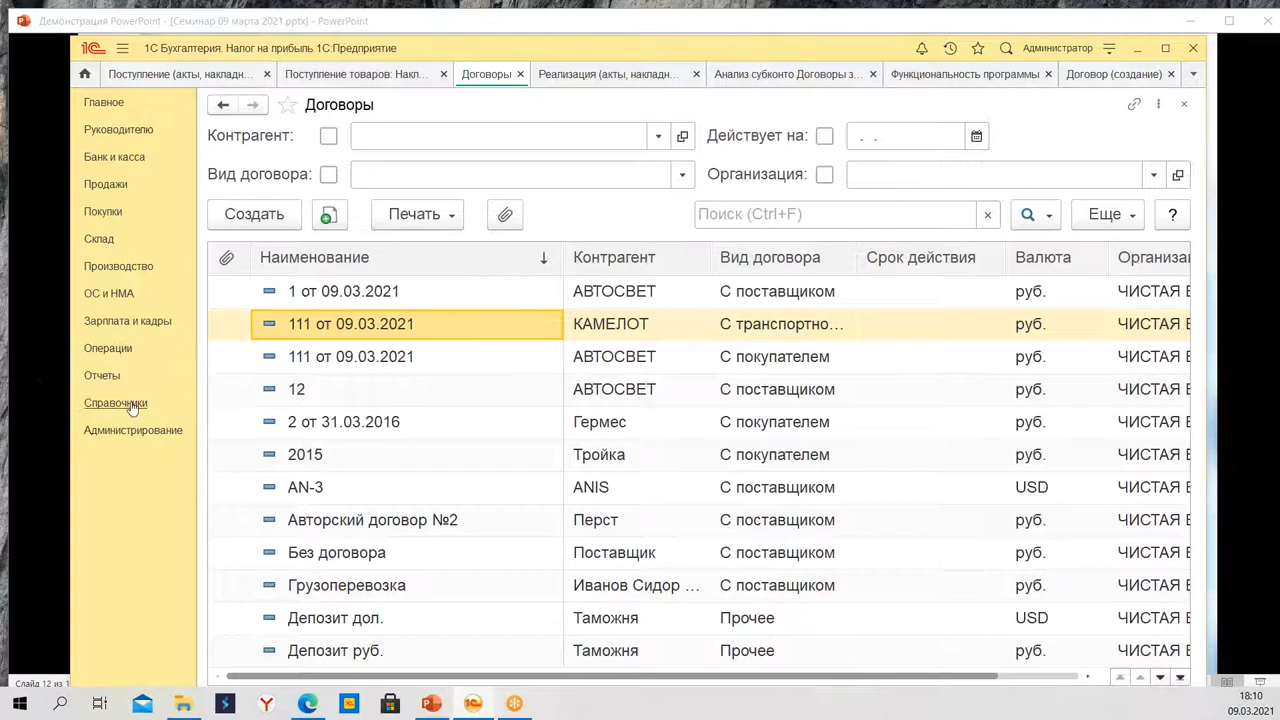 Демонстрация PowerPoint - [Семинар 09 марта 2021.pptx] - PowerPoint
1С Бухгалтерия. Налог на прибыль 1С:Предприятие
Администратор
Поступление (акты, накладн...
Поступление товаров: Накл...
Договоры
Реализация (акты, накладн...
Анализ субконто Договоры з...
Функциональность программы
Договор (создание)
Главное
Руководителю
Банк и касса
Продажи
Покупки
Склад
Производство
ОС и НМА
Зарплата и кадры
Операции
Отчеты
Справочники
Администрирование
Договоры
Контрагент:
Действует на:
. .
Вид договора:
Организация:
Создать
Печать
Поиск (Ctrl+F)
Еще
?
Наименование Контрагент Вид договора Срок действия Валюта Организа
1 от 09.03.2021 АВТОСВЕТ С поставщиком руб. ЧИСТАЯ
111 от 09.03.2021 КАМЕЛОТ С транспортно... руб. ЧИСТАЯ
111 от 09.03.2021 АВТОСВЕТ С покупателем руб. ЧИСТАЯ
12 АВТОСВЕТ С поставщиком руб. ЧИСТАЯ
2 от 31.03.2016 Гермес С покупателем руб. ЧИСТАЯ
2015 Тройка С покупателем руб. ЧИСТАЯ
AN-3 ANIS С поставщиком USD ЧИСТАЯ
Авторский договор №2 Перст С поставщиком руб. ЧИСТАЯ
Без договора Поставщик С поставщиком руб. ЧИСТАЯ
Грузоперевозка Иванов Сидор ... С поставщиком руб. ЧИСТАЯ
Депозит дол. Таможня Прочее USD ЧИСТАЯ
Депозит руб. Таможня Прочее руб. ЧИСТАЯ
Слайд 12 из 1
18:10
09.03.2021